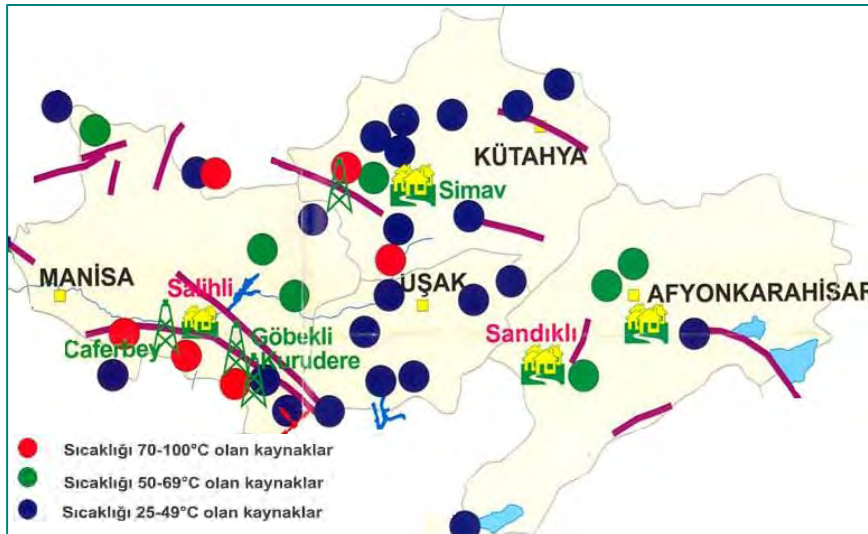 KÜTAHYA
Simav
MANİSA
Salihli
UŞAK
AFYONKARAHİSAR
Göbekli
Caferbey
Kurudere
Sandıklı
Sıcaklığı 70-100°C olan kaynaklar
Sıcaklığı 50-69°C olan kaynaklar
Sıcaklığı 25-49°C olan kaynaklar